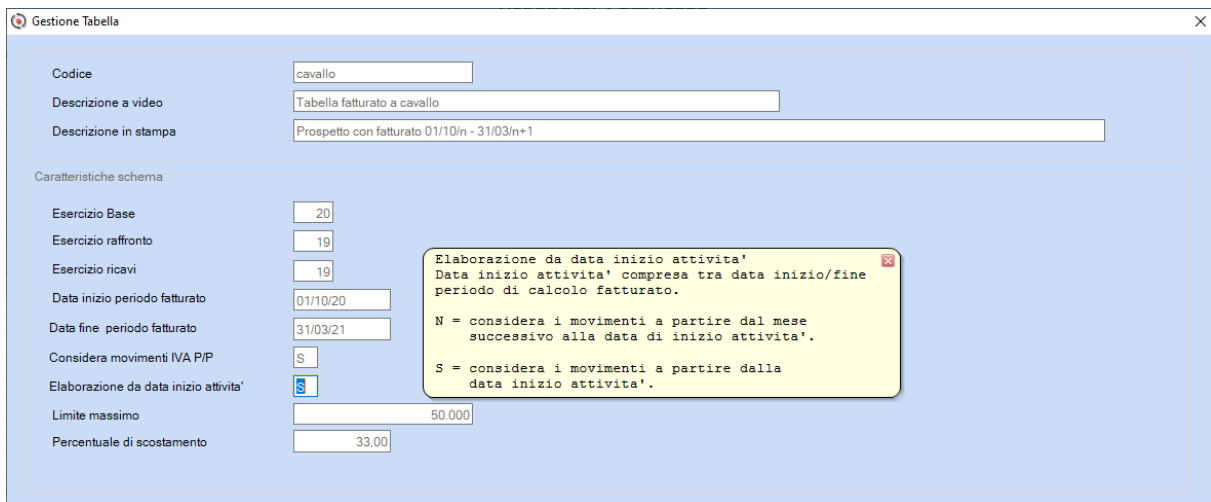 Gestione Tabella
Codice cavallo
Descrizione a video Tabella fatturato a cavallo
Descrizione in stampa Prospetto con fatturato 01/10/n - 31/03/n+1
Caratteristiche schema
Esercizio Base 20
Esercizio raffronto 19
Esercizio ricavi 19
Data inizio periodo fatturato 01/10/20
Data fine periodo fatturato 31/03/21
Considera movimenti IVA P/P S
Elaborazione da data inizio attivita' S
Limite massimo 50.000
Percentuale di scostamento 33,00
Elaborazione da data inizio attivita'
Data inizio attivita' compresa tra data inizio/fine
periodo di calcolo fatturato.
N = considera i movimenti a partire dal mese
successivo alla data di inizio attivita'.
S = considera i movimenti a partire dalla
data inizio attivita'.